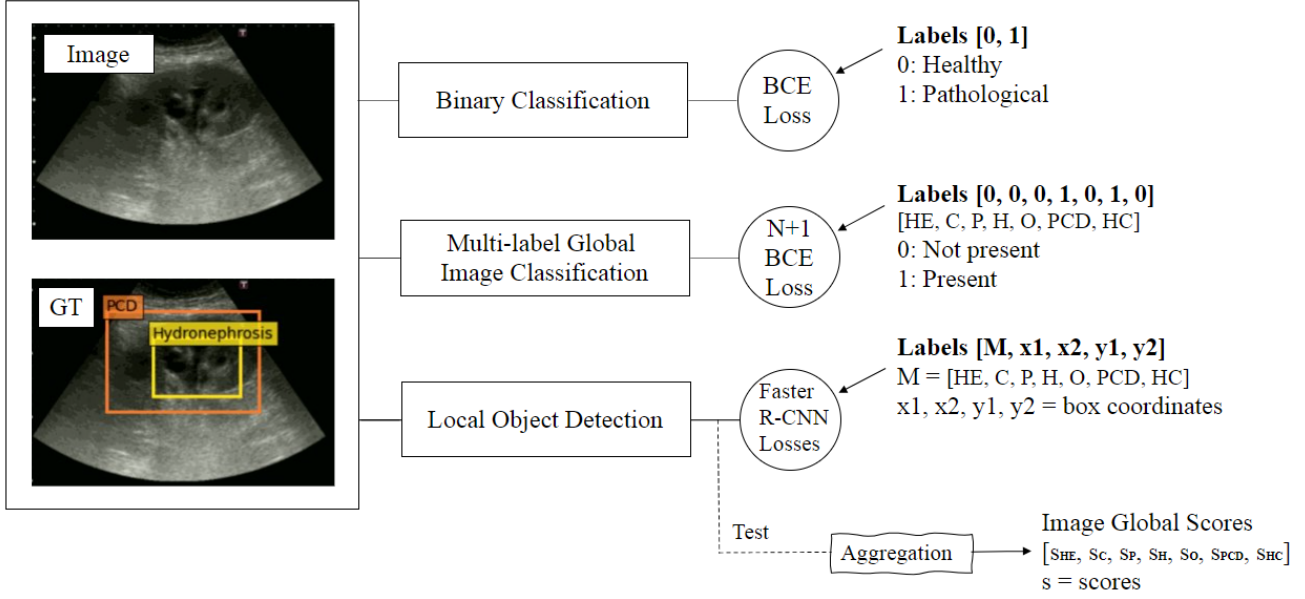 Image
T
Binary Classification
BCE
Loss
Labels [0, 1]
0: Healthy
1: Pathological
Multi-label Global
Image Classification
N+1
BCE
Loss
Labels [0, 0, 0, 1, 0, 1, 0]
[HE, C, P, H, O, PCD, HC]
0: Not present
1: Present
GT
T
PCD
Hydronephrosis
Local Object Detection
Faster
R-CNN
Losses
Labels [M, x1, x2, y1, y2]
M = [HE, C, P, H, O, PCD, HC]
x1, x2, y1, y2 = box coordinates
Test
Aggregation
Image Global Scores
[SHE, SC, SP, SH, SO, SPCD, SHC]
s = scores